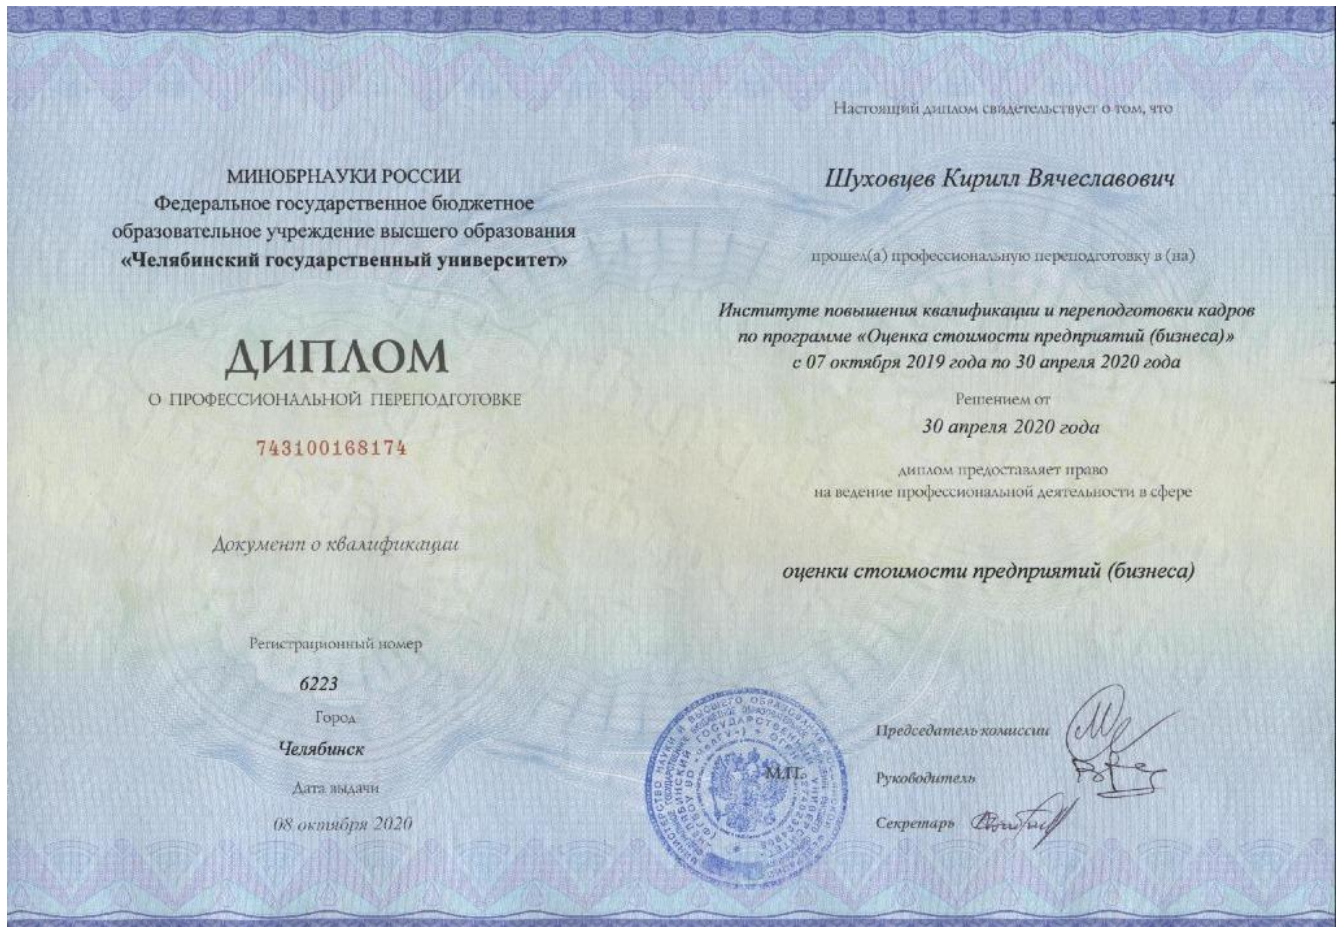 МИНОБРНАУКИ РОССИИ
Федеральное государственное бюджетное
образовательное учреждение высшего образования
«Челябинский государственный университет»
ДИПЛОМ
О ПРОФЕССИОНАЛЬНОЙ ПЕРЕПОДГОТОВКЕ
743100168174
Документ о квалификации
Регистрационный номер
6223
Город
Челябинск
Дата выдачи
08 октября 2020
Настоящий диплом свидетельствует о том, что
Шуховцев Кирилл Вячеславович
прошел(а) профессиональную переподготовку в (на)
Институте повышения квалификации и переподготовки кадров
по программе «Оценка стоимости предприятий (бизнеса)»
с 07 октября 2019 года по 30 апреля 2020 года
Решением от
30 апреля 2020 года
диплом предоставляет право
на ведение профессиональной деятельности в сфере
оценки стоимости предприятий (бизнеса)
М.П.
Председатель комиссии
Руководитель
Секретарь